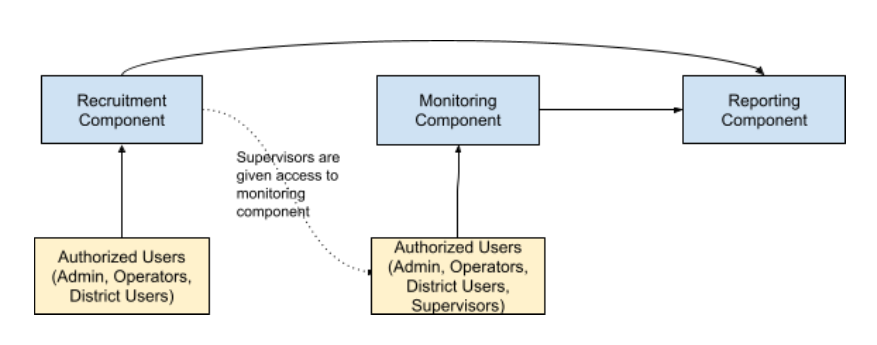 Recruitment
Component
Monitoring
Component
Reporting
Component
Supervisors are
given access to
monitoring
component
Authorized Users
(Admin, Operators,
District Users)
Authorized Users
(Admin, Operators,
District Users,
Supervisors)